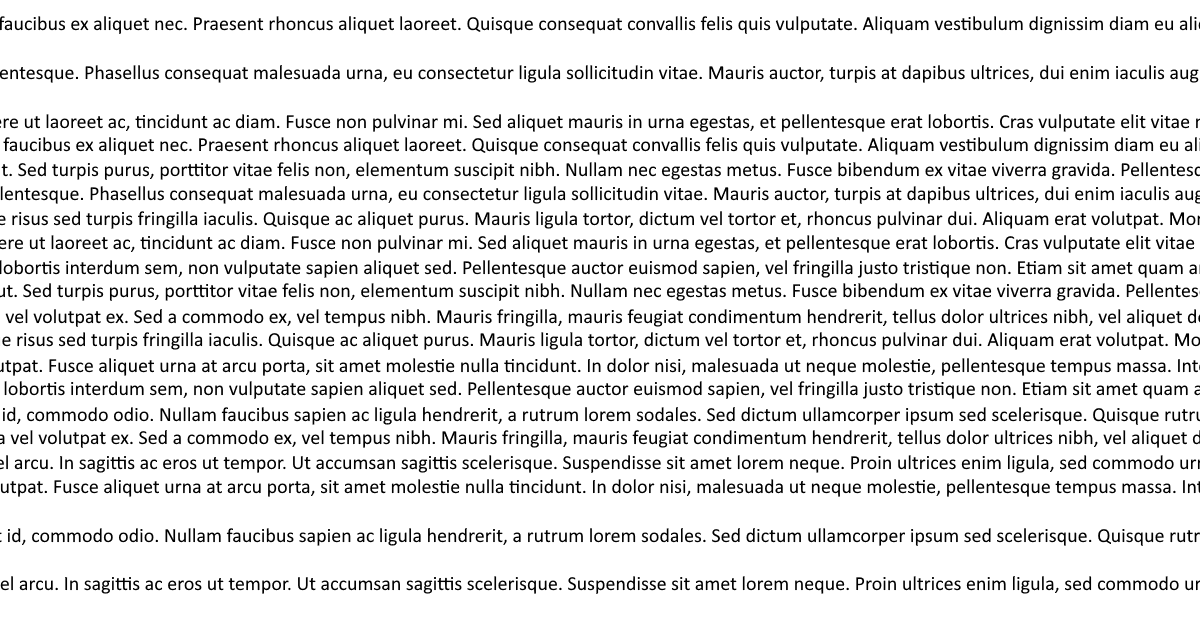 faucibus ex aliquet nec. Praesent rhoncus aliquet laoreet. Quisque consequat convallis felis quis vulputate. Aliquam vestibulum dignissim diam eu
entesque. Phasellus consequat malesuada urna, eu consectetur ligula sollicitudin vitae. Mauris auctor, turpis at dapibus ultrices, dui enim iaculis aug
ere ut laoreet ac, tincidunt ac diam. Fusce non pulvinar mi. Sed aliquet mauris in urna egestas, et pellentesque erat lobortis. Cras vulputate elit vitae
faucibus ex aliquet nec. Praesent rhoncus aliquet laoreet. Quisque consequat convallis felis quis vulputate. Aliquam vestibulum dignissim diam eu ali
t. Sed turpis purus, porttitor vitae felis non, elementum suscipit nibh. Nullam nec egestas metus. Fusce bibendum ex vitae viverra gravida. Pellentesq
lentesque. Phasellus consequat malesuada urna, eu consectetur ligula sollicitudin vitae. Mauris auctor, turpis at dapibus ultrices, dui enim iaculis aug
e risus sed turpis fringilla iaculis. Quisque ac aliquet purus. Mauris ligula tortor, dictum vel tortor et, rhoncus pulvinar dui. Aliquam erat volutpat. Mor
ere ut laoreet ac, tincidunt ac diam. Fusce non pulvinar mi. Sed aliquet mauris in urna egestas, et pellentesque erat lobortis. Cras vulputate elit vitae
lobortis interdum sem, non vulputate sapien aliquet sed. Pellentesque auctor euismod sapien, vel fringilla justo tristique non. Etiam sit amet quam a
ut. Sed turpis purus, porttitor vitae felis non, elementum suscipit nibh. Nullam nec egestas metus. Fusce bibendum ex vitae viverra gravida. Pellentes
vel volutpat ex. Sed a commodo ex, vel tempus nibh. Mauris fringilla, mauris feugiat condimentum hendrerit, tellus dolor ultrices nibh, vel aliquet d
e risus sed turpis fringilla iaculis. Quisque ac aliquet purus. Mauris ligula tortor, dictum vel tortor et, rhoncus pulvinar dui. Aliquam erat volutpat. Mo
utpat. Fusce aliquet urna at arcu porta, sit amet molestie nulla tincidunt. In dolor nisi, malesuada ut neque molestie, pellentesque tempus massa. Inte
lobortis interdum sem, non vulputate sapien aliquet sed. Pellentesque auctor euismod sapien, vel fringilla justo tristique non. Etiam sit amet quam a
id, commodo odio. Nullam faucibus sapien ac ligula hendrerit, a rutrum lorem sodales. Sed dictum ullamcorper ipsum sed scelerisque. Quisque rutru
a vel volutpat ex. Sed a commodo ex, vel tempus nibh. Mauris fringilla, mauris feugiat condimentum hendrerit, tellus dolor ultrices nibh, vel aliquet d
el arcu. In sagittis ac eros ut tempor. Ut accumsan sagittis scelerisque. Suspendisse sit amet lorem neque. Proin ultrices enim ligula, sed commodo urn
utpat. Fusce aliquet urna at arcu porta, sit amet molestie nulla tincidunt. In dolor nisi, malesuada ut neque molestie, pellentesque tempus massa. Int
t id, commodo odio. Nullam faucibus sapien ac ligula hendrerit, a rutrum lorem sodales. Sed dictum ullamcorper ipsum sed scelerisque. Quisque rutr
el arcu. In sagittis ac eros ut tempor. Ut accumsan sagittis scelerisque. Suspendisse sit amet lorem neque. Proin ultrices enim ligula, sed commodo ur